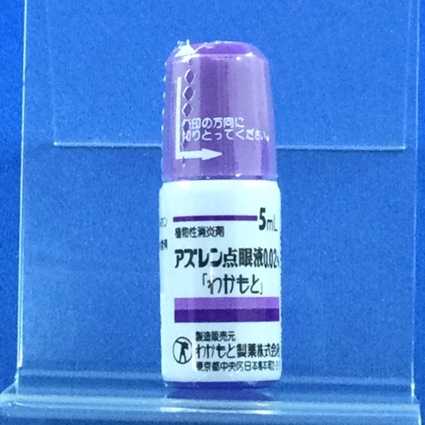 矢印の方向に
切りとってください。
5mL
植物性消炎剤
アズレン点眼液0.02%
「わかもと」
製造販売元
わかもと製薬株式会
東京都中央区日本橋本町2-